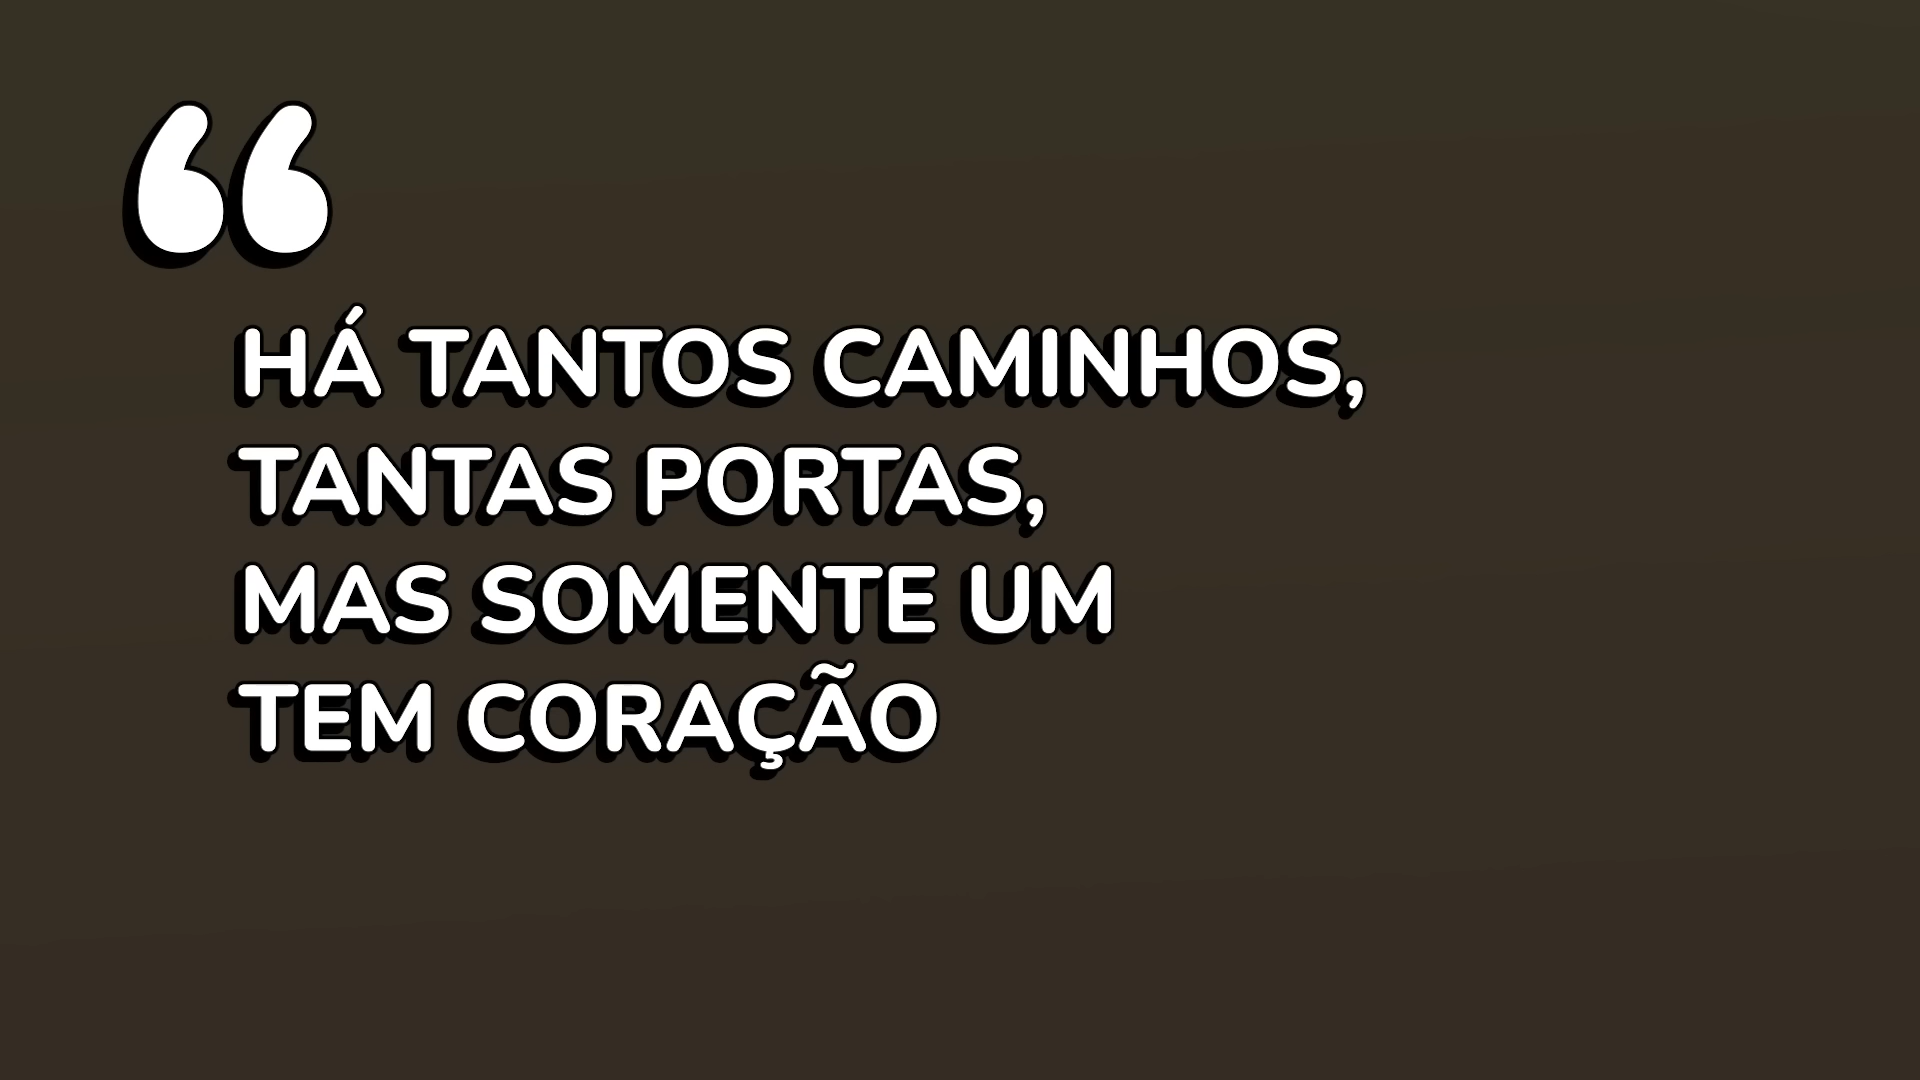 “
HÁ TANTOS CAMINHOS,
TANTAS PORTAS,
MAS SOMENTE UM
TEM CORAÇÃO